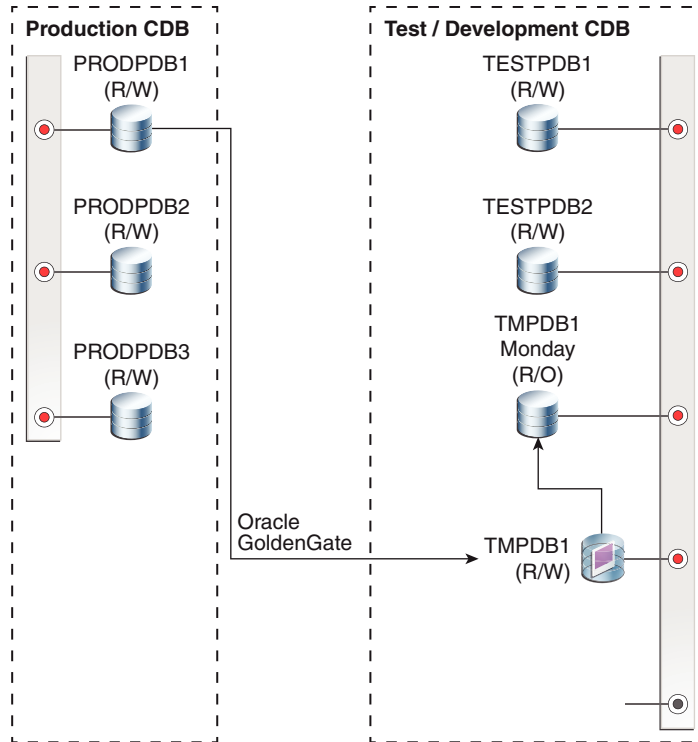 Production CDB
PRODPDB1
(R/W)
PRODPDB2
(R/W)
PRODPDB3
(R/W)
Oracle
GoldenGate
Test / Development CDB
TESTPDB1
(R/W)
TESTPDB2
(R/W)
TMPDB1
Monday
(R/O)
TMPDB1
(R/W)